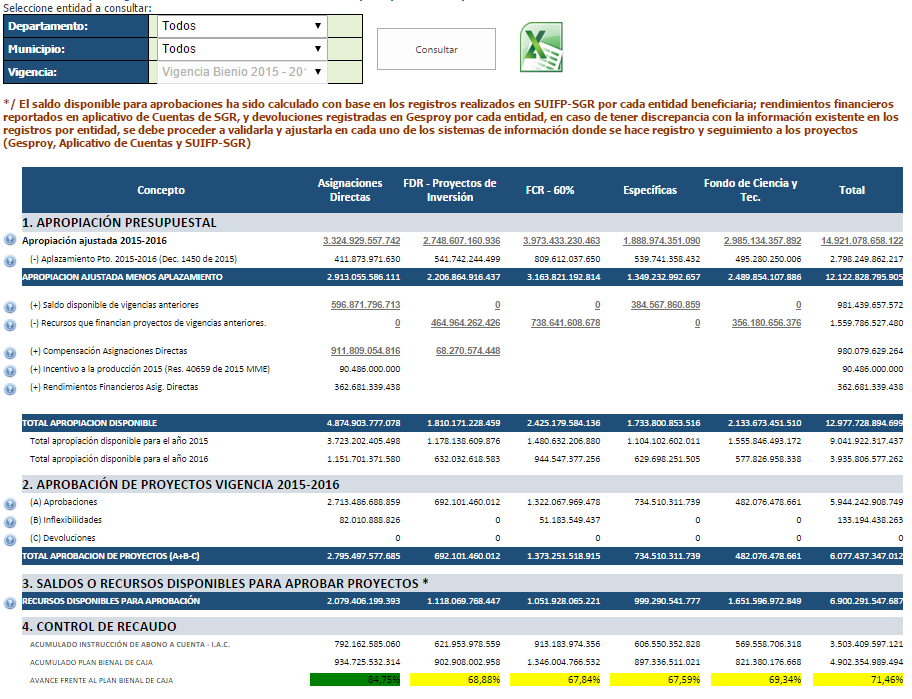 Seleccione entidad a consultar:
Departamento: Todos
Municipio: Todos
Vigencia: Vigencia Bienio 2015 - 20
Consultar
*/ El saldo disponible para aprobaciones ha sido calculado con base en los registros realizados en SUIFP-SGR por cada entidad beneficiaria; rendimientos financieros
reportados en aplicativo de Cuentas de SGR, y devoluciones registradas en Gesproy por cada entidad, en caso de tener discrepancia con la información existente en los
registros por entidad, se debe proceder a validarla y ajustarla en cada uno de los sistemas de información donde se hace registro y seguimiento a los proyectos
(Gesproy, Aplicativo de Cuentas y SUIFP-SGR)
Concepto Asignaciones Directas FDR - Proyectos de Inversión FCR - 60% Específicas Fondo de Ciencia y Tec. Total
1. APROPIACIÓN PRESUPUESTAL
Apropiación ajustada 2015-2016 3.324.929.557.742 2.748.607.160.936 3.973.433.230.463 1.888.974.351.090 2.985.134.357.892 14.921.078.658.122
(-) Aplazamiento Pto. 2015-2016 (Dec. 1450 de 2015) 411.873.971.630 541.742.244.499 809.612.037.650 539.741.358.432 495.280.250.006 2.798.249.862.217
APROPIACION AJUSTADA MENOS APLAZAMIENTO 2.913.055.586.111 2.206.864.916.437 3.163.821.192.814 1.349.232.992.657 2.489.854.107.886 12.122.828.795.905
(+) Saldo disponible de vigencias anteriores 596.871.796.713 0 0 384.567.860.859 0 981.439.657.572
(-) Recursos que financian proyectos de vigencias anteriores. 0 464.964.262.426 738.641.608.678 0 356.180.656.376 1.559.786.527.480
(+) Compensación Asignaciones Directas 911.809.054.816 68.270.574.448 980.079.629.264
(+) Incentivo a la producción 2015 (Res. 40659 de 2015 MME) 90.486.000.000 90.486.000.000
(+) Rendimientos Financieros Asig. Directas 362.681.339.438 362.681.339.438
TOTAL APROPIACION DISPONIBLE 4.874.903.777.078 1.810.171.228.459 2.425.179.584.136 1.733.800.853.516 2.133.673.451.510 12.977.728.894.699
Total apropiación disponible para el año 2015 3.723.202.405.498 1.178.138.609.876 1.480.632.206.880 1.104.102.602.011 1.555.846.493.172 9.041.922.317.437
Total apropiación disponible para el año 2016 1.151.701.371.580 632.032.618.583 944.547.377.256 629.698.251.505 577.826.958.338 3.935.806.577.262
2. APROBACIÓN DE PROYECTOS VIGENCIA 2015-2016
(A) Aprobaciones 2.713.486.688.859 692.101.460.012 1.322.067.969.478 734.510.311.739 482.076.478.661 5.944.242.908.749
(B) Inflexibilidades 82.010.888.826 0 51.183.549.437 0 0 133.194.438.263
(C) Devoluciones 0 0 0 0 0 0
TOTAL APROBACION DE PROYECTOS (A+B-C) 2.795.497.577.685 692.101.460.012 1.373.251.518.915 734.510.311.739 482.076.478.661 6.077.437.347.012
3. SALDOS O RECURSOS DISPONIBLES PARA APROBAR PROYECTOS *
RECURSOS DISPONIBLES PARA APROBACIÓN 2.079.406.199.393 1.118.069.768.447 1.051.928.065.221 999.290.541.777 1.651.596.972.849 6.900.291.547.687
4. CONTROL DE RECAUDO
ACUMULADO INSTRUCCIÓN DE ABONO A CUENTA - I.A.C. 792.162.585.060 621.953.978.559 913.183.974.356 606.550.352.828 569.558.706.318 3.503.409.597.121
ACUMULADO PLAN BIENAL DE CAJA 934.725.532.314 902.908.002.958 1.346.004.766.532 897.336.511.021 821.380.176.668 4.902.354.989.494
AVANCE FRENTE AL PLAN BIENAL DE CAJA 84,75% 68,88% 67,84% 67,59% 69,34% 71,46%